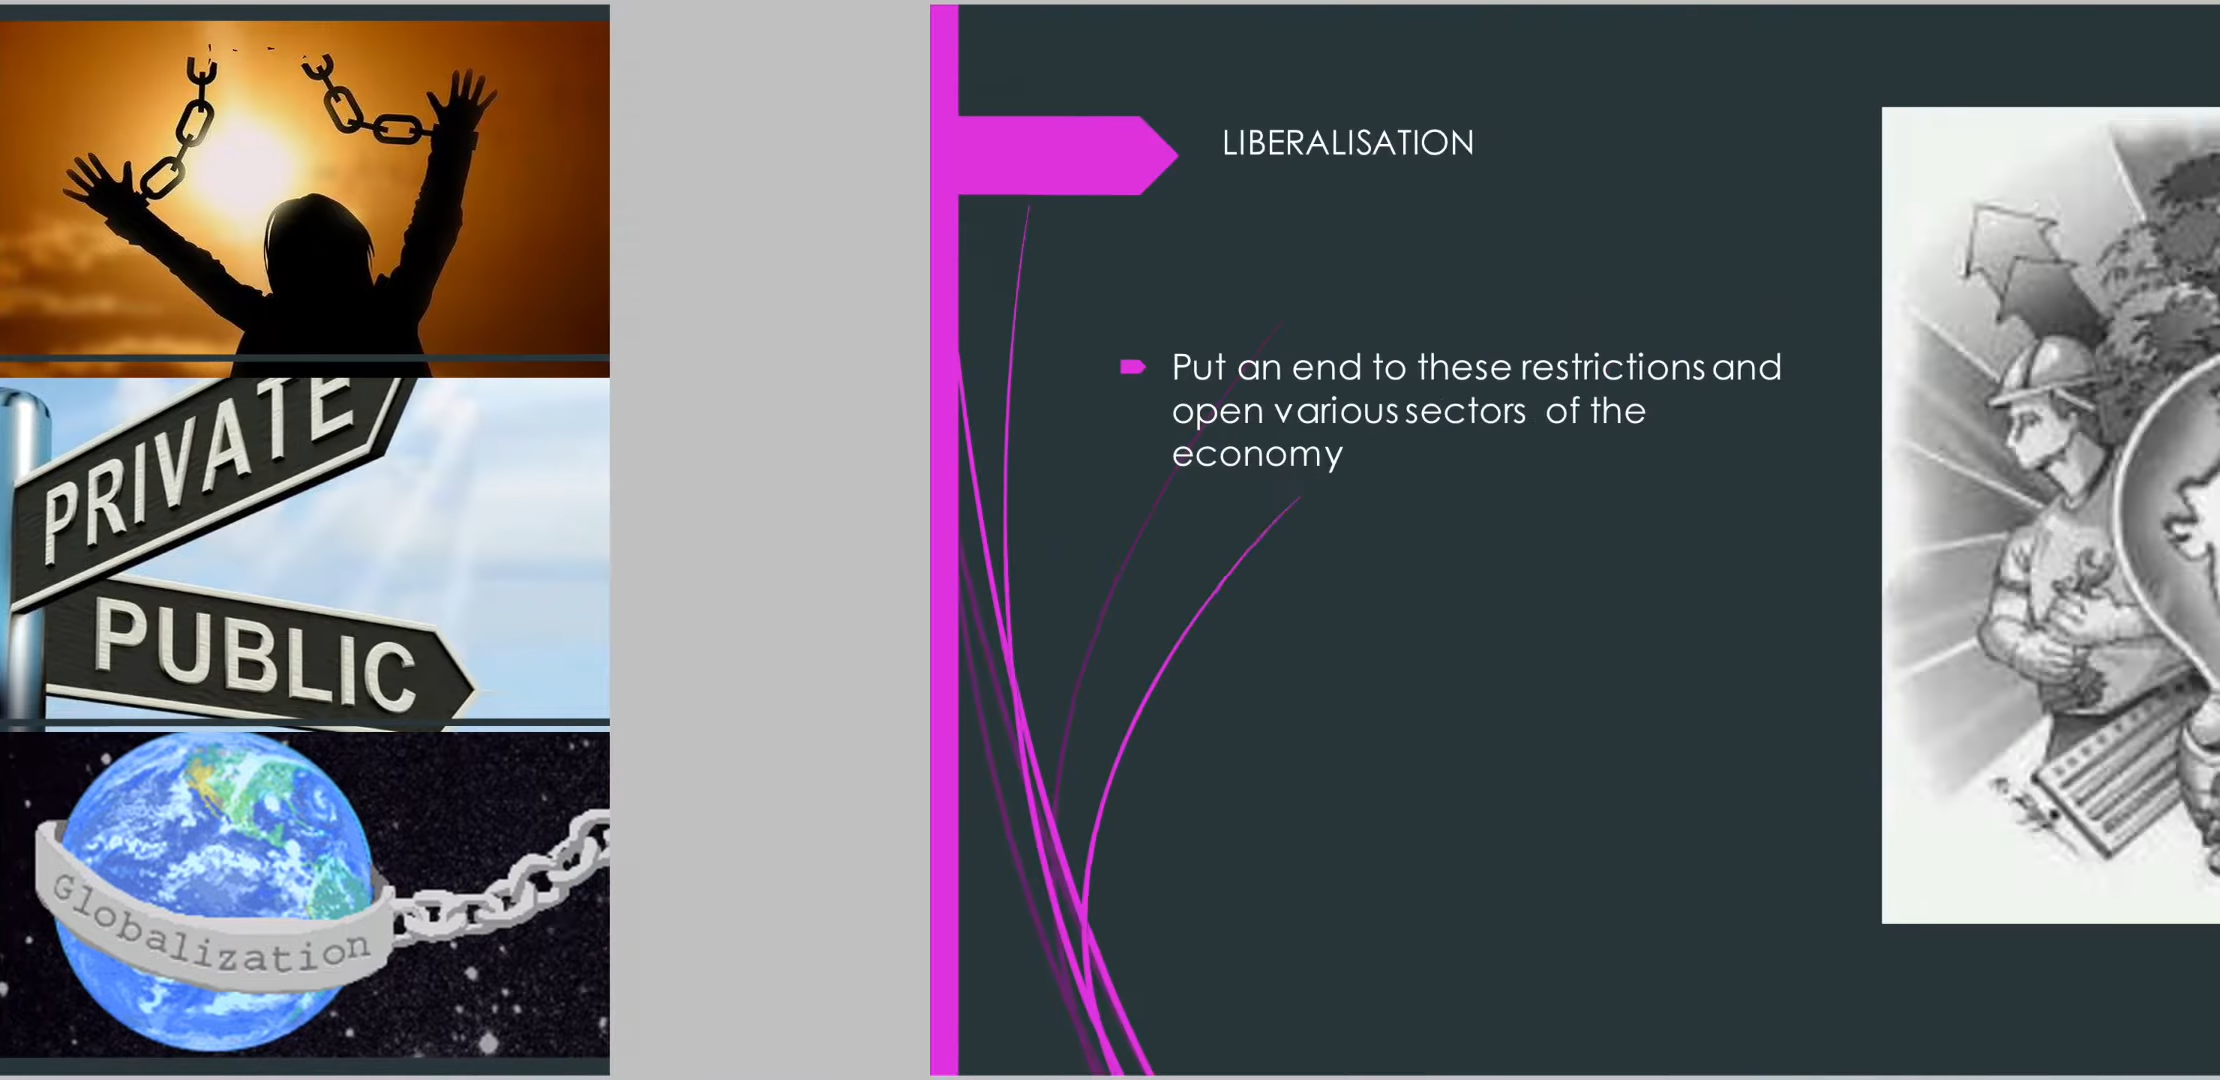 PRIVATE
PUBLIC
Globalization
LIBERALISATION
Put an end to these restrictions and
open various sectors of the
economy